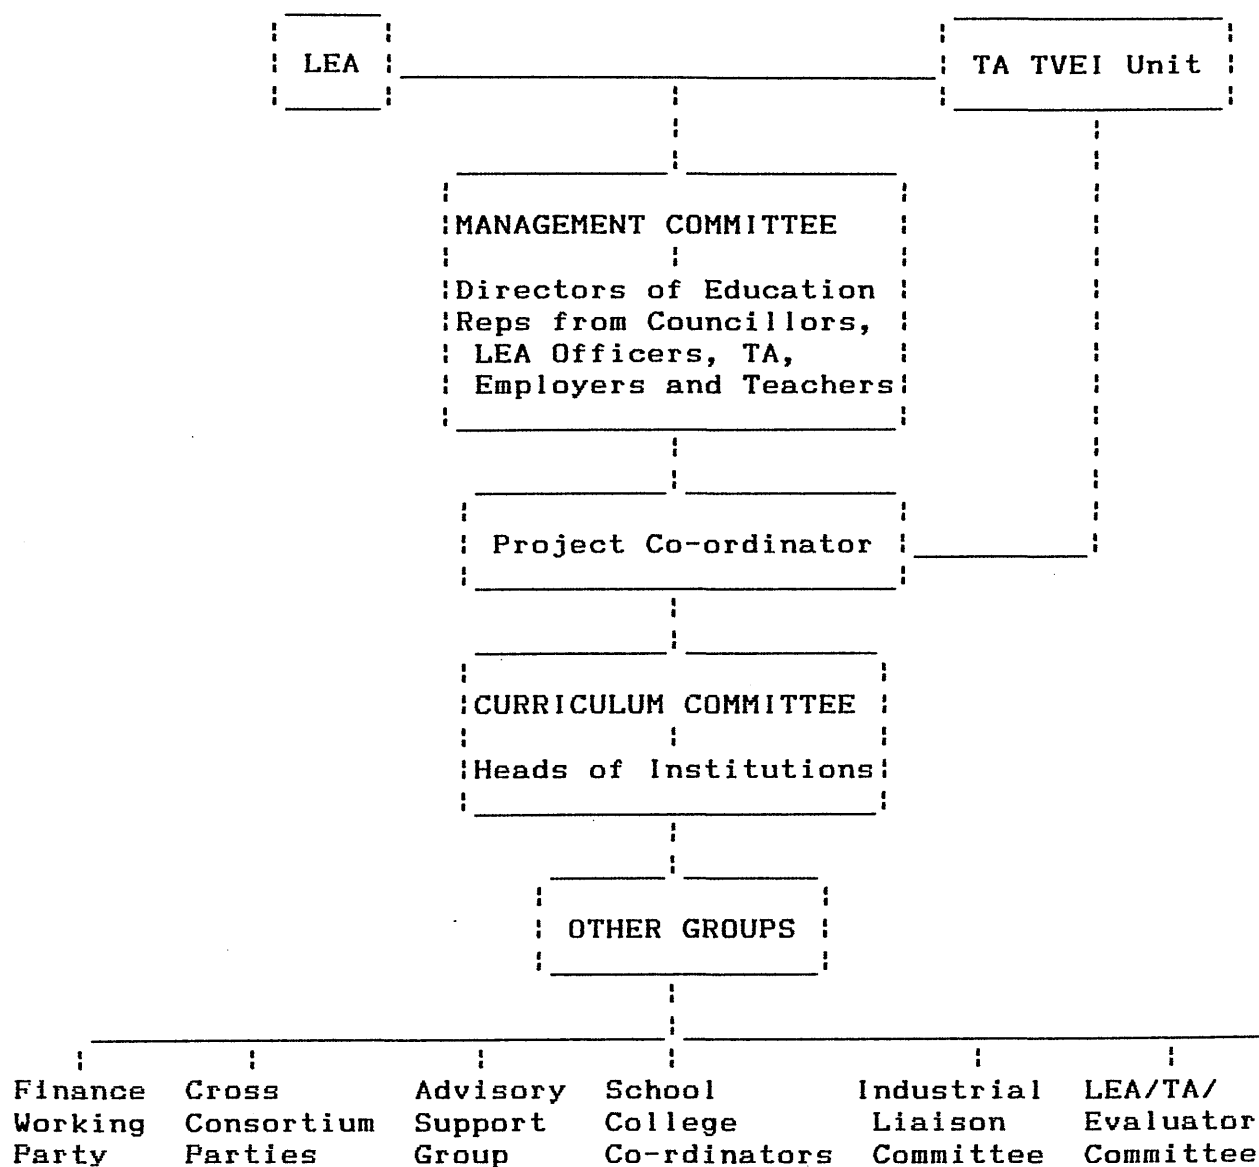 LEA
TA TVEI Unit
MANAGEMENT COMMITTEE
Directors of Education
Reps from Councillors,
LEA Officers, TA,
Employers and Teachers
Project Co-ordinator
CURRICULUM COMMITTEE
Heads of Institutions
OTHER GROUPS
Finance
Working
Party
Cross
Consortium
Parties
Advisory
Support
Group
School
College
Co-rdinators
Industrial
Liaison
Committee
LEA/TA/
Evaluator
Committee